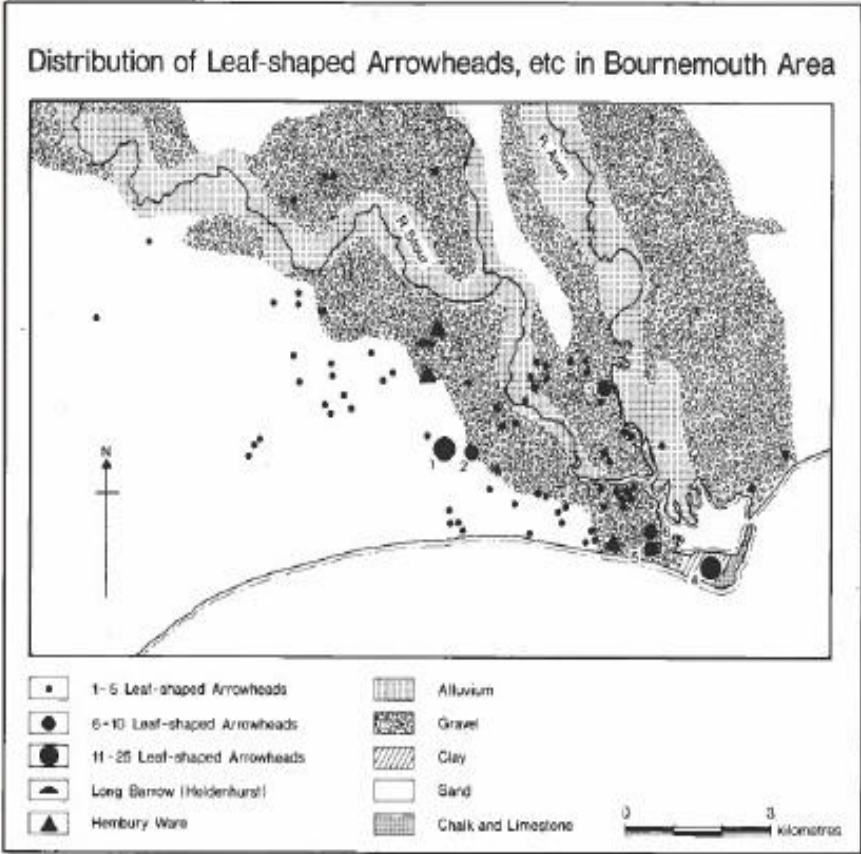 Distribution of Leaf-shaped Arrowheads, etc in Bournemouth Area
R. Avon
R. Stour
N
1
2
3
4
1-5 Leaf-shaped Arrowheads
6-10 Leaf-shaped Arrowheads
11-25 Leaf-shaped Arrowheads
Long Barrow (Holdenhurst)
Hembury Ware
Alluvium
Gravel
Clay
Sand
Chalk and Limestone
0 3
kilometres